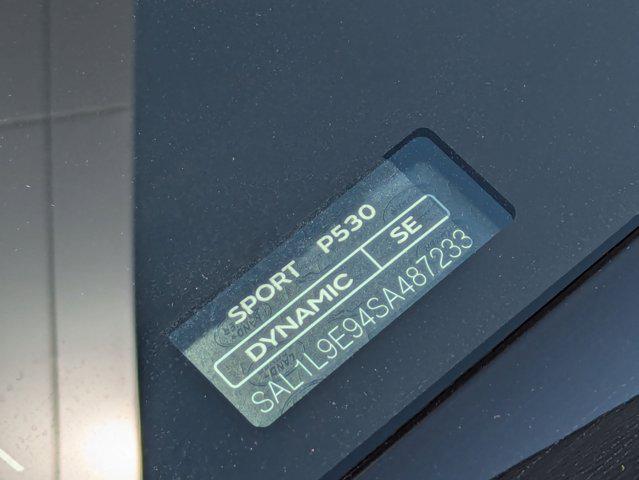 SPORT P530
DYNAMIC SE
SAL1L9E94SA487233